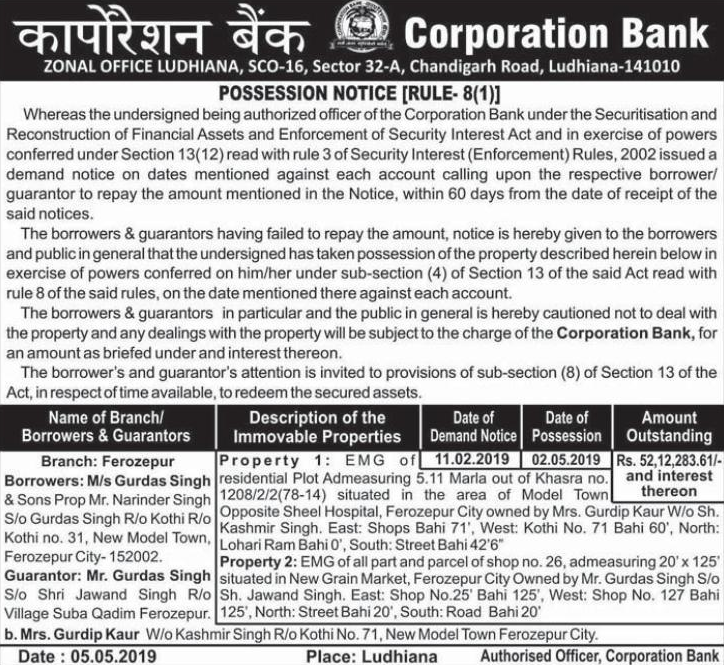 कार्पोरेशन बैंक Corporation Bank
ZONAL OFFICE LUDHIANA, SCO-16, Sector 32-A, Chandigarh Road, Ludhiana-141010
POSSESSION NOTICE [RULE- 8(1)]
Whereas the undersigned being authorized officer of the Corporation Bank under the Securitisation and
Reconstruction of Financial Assets and Enforcement of Security Interest Act and in exercise of powers
conferred under Section 13(12) read with rule 3 of Security Interest (Enforcement) Rules, 2002 issued a
demand notice on dates mentioned against each account calling upon the respective borrower/
guarantor to repay the amount mentioned in the Notice, within 60 days from the date of receipt of the
said notices.
The borrowers & guarantors having failed to repay the amount, notice is hereby given to the borrowers
and public in general that the undersigned has taken possession of the property described herein below in
exercise of powers conferred on him/her under sub-section (4) of Section 13 of the said Act read with
rule 8 of the said rules, on the date mentioned there against each account.
The borrowers & guarantors in particular and the public in general is hereby cautioned not to deal with
the property and any dealings with the property will be subject to the charge of the Corporation Bank, for
an amount as briefed under and interest thereon.
The borrower's and guarantor's attention is invited to provisions of sub-section (8) of Section 13 of the
Act, in respect of time available, to redeem the secured assets.
Name of Branch/
Borrowers & Guarantors
Description of the
Immovable Properties
Date of
Demand Notice
Date of
Possession
Amount
Outstanding
Branch: Ferozepur
Borrowers: M/s Gurdas Singh
& Sons Prop Mr. Narinder Singh
S/o Gurdas Singh R/o Kothi R/o
Kothi no. 31, New Model Town,
Ferozepur City- 152002.
Guarantor: Mr. Gurdas Singh
S/o Shri Jawand Singh R/o
Village Suba Qadim Ferozepur.
Property 1: EMG of
residential Plot Admeasuring 5.11 Marla out of Khasra no.
1208/2/2(78-14) situated in the area of Model Town
Opposite Sheel Hospital, Ferozepur City owned by Mrs. Gurdip Kaur W/o Sh.
Kashmir Singh. East: Shops Bahi 71', West: Kothi No. 71 Bahi 60', North:
Lohari Ram Bahi 0', South: Street Bahi 42'6"
Property 2: EMG of all part and parcel of shop no. 26, admeasuring 20' x 125'
situated in New Grain Market, Ferozepur City Owned by Mr. Gurdas Singh S/o
Sh. Jawand Singh. East: Shop No.25' Bahi 125', West: Shop No. 127 Bahi
125', North: Street Bahi 20', South: Road Bahi 20'
11.02.2019
02.05.2019
Rs. 52,12,283.61/-
and interest
thereon
b. Mrs. Gurdip Kaur W/o Kashmir Singh R/o Kothi No. 71, New Model Town Ferozepur City.
Date : 05.05.2019 Place: Ludhiana Authorised Officer, Corporation Bank